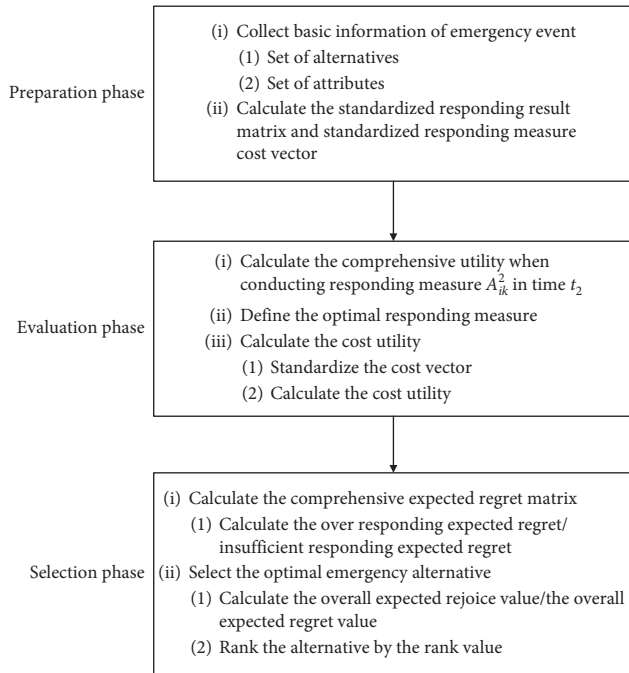 Preparation phase
(i) Collect basic information of emergency event
(1) Set of alternatives
(2) Set of attributes
(ii) Calculate the standardized responding result
matrix and standardized responding measure
cost vector
Evaluation phase
(i) Calculate the comprehensive utility when
conducting responding measure $A_{ik}^2$ in time $t_2$
(ii) Define the optimal responding measure
(iii) Calculate the cost utility
(1) Standardize the cost vector
(2) Calculate the cost utility
Selection phase
(i) Calculate the comprehensive expected regret matrix
(1) Calculate the over responding expected regret/
insufficient responding expected regret
(ii) Select the optimal emergency alternative
(1) Calculate the overall expected rejoice value/the overall
expected regret value
(2) Rank the alternative by the rank value